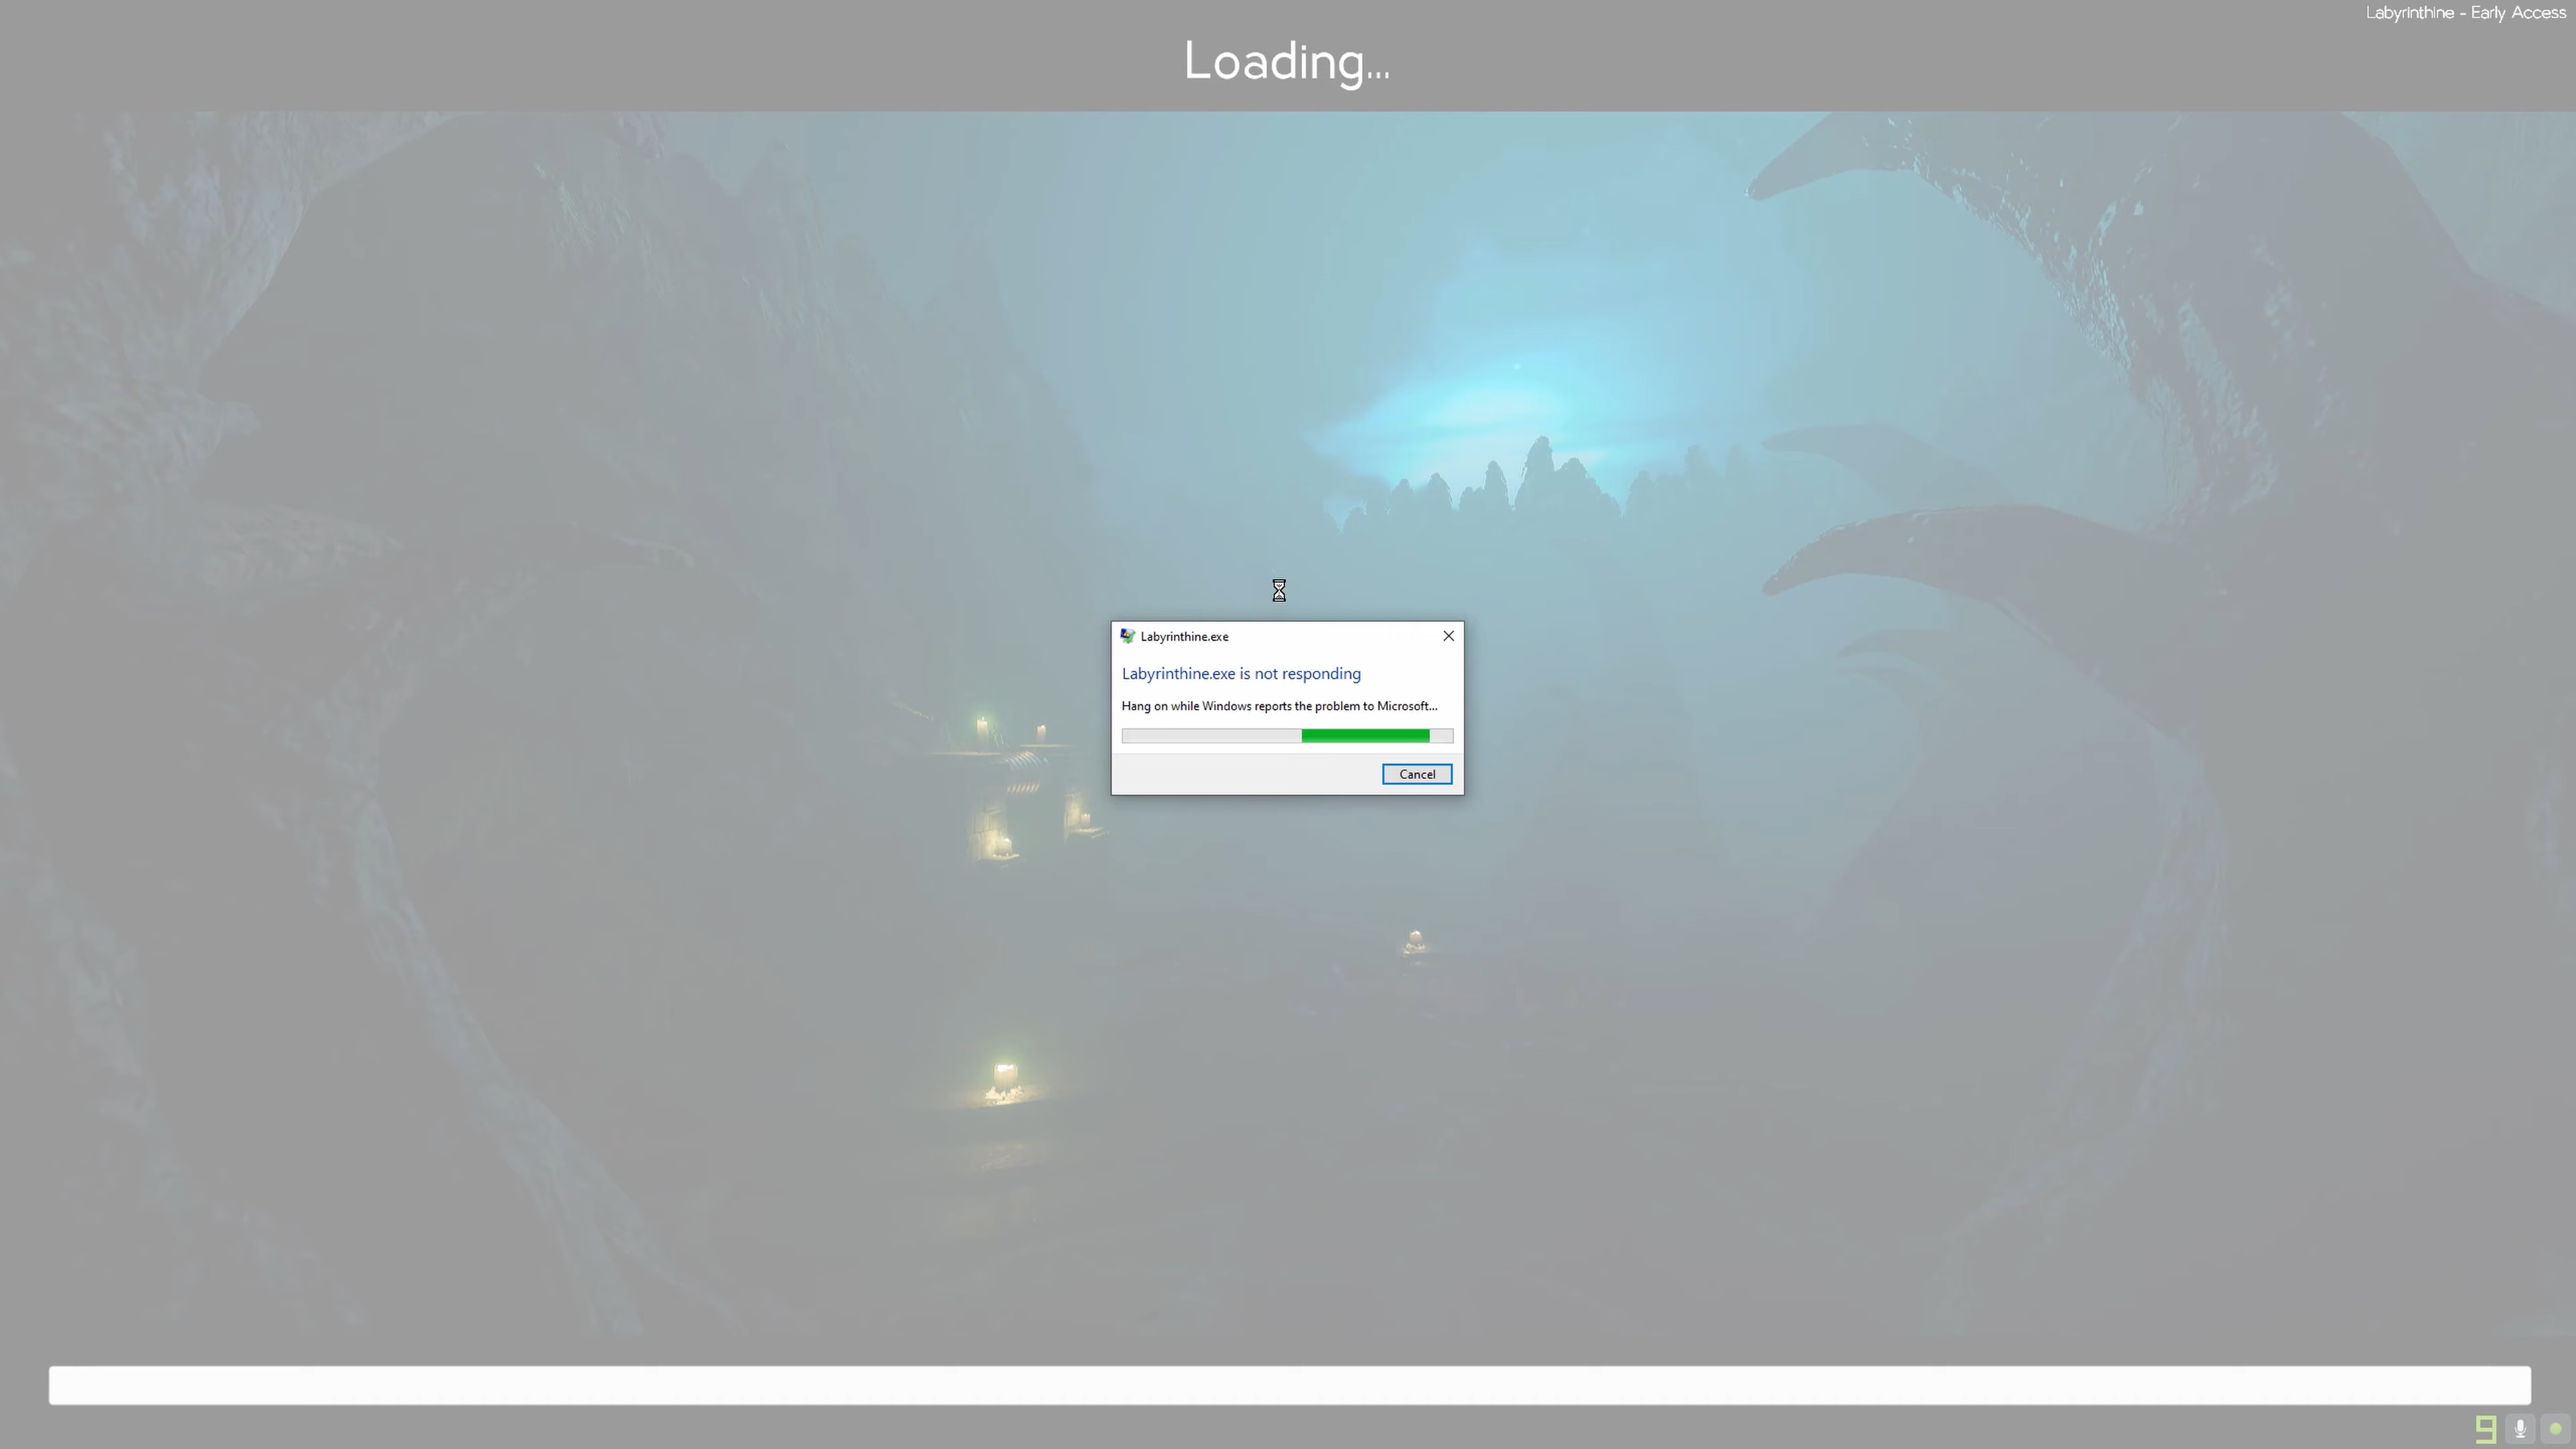 Labyrinthine - Early Access
Loading...
Labyrinthine.exe
Labyrinthine.exe is not responding
Hang on while Windows reports the problem to Microsoft...
Cancel
9